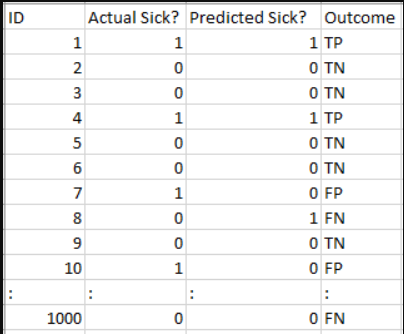 ID Actual Sick? Predicted Sick? Outcome
1 1 1 TP
2 0 0 TN
3 0 0 TN
4 1 1 TP
5 0 0 TN
6 0 0 TN
7 1 0 FP
8 0 1 FN
9 0 0 TN
10 1 0 FP
: : : :
1000 0 0 FN